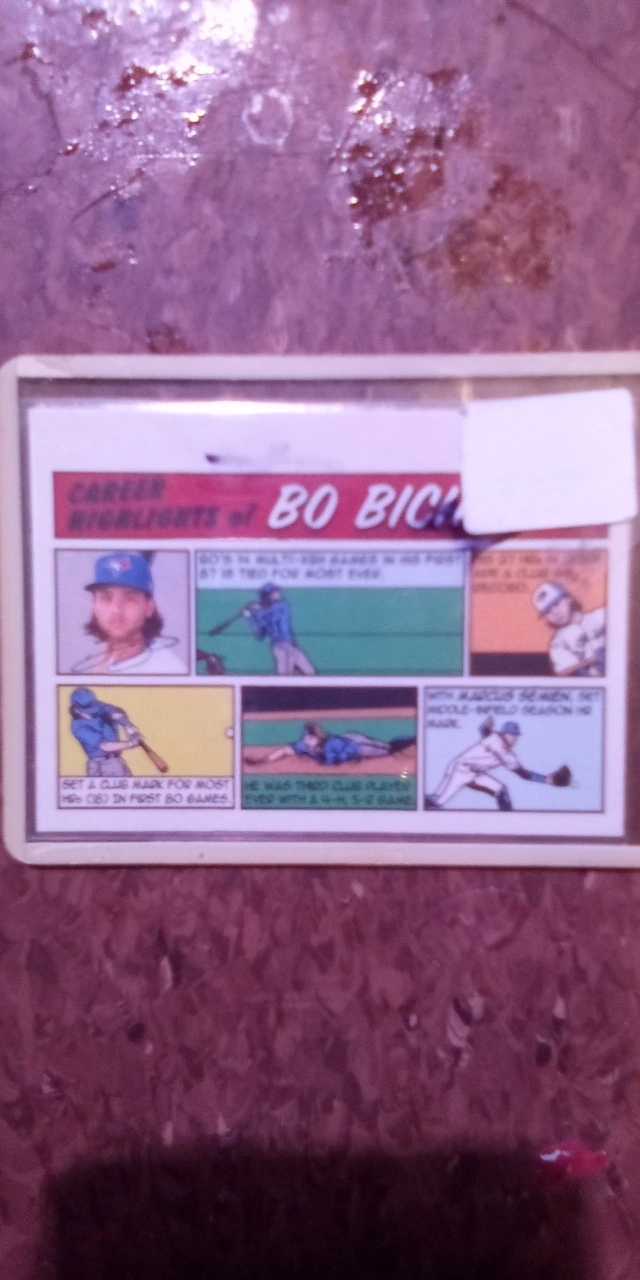 CAREER
HIGHLIGHTS of BO BICH
BO'S 14 MULTI-XBH GAMES IN HIS FIRST
87 IS TIED FOR MOST EVER.
RECORD.
SET A CLUB MARK FOR MOST
HRs (18) IN FIRST 80 GAMES.
HE WAS THIRD CLUB PLAYER
EVER WITH A 4-H, 5-R GAME.
WITH MARCUS SEMIEN, SET
MIDDLE-INFIELD SEASON HR
MARK.